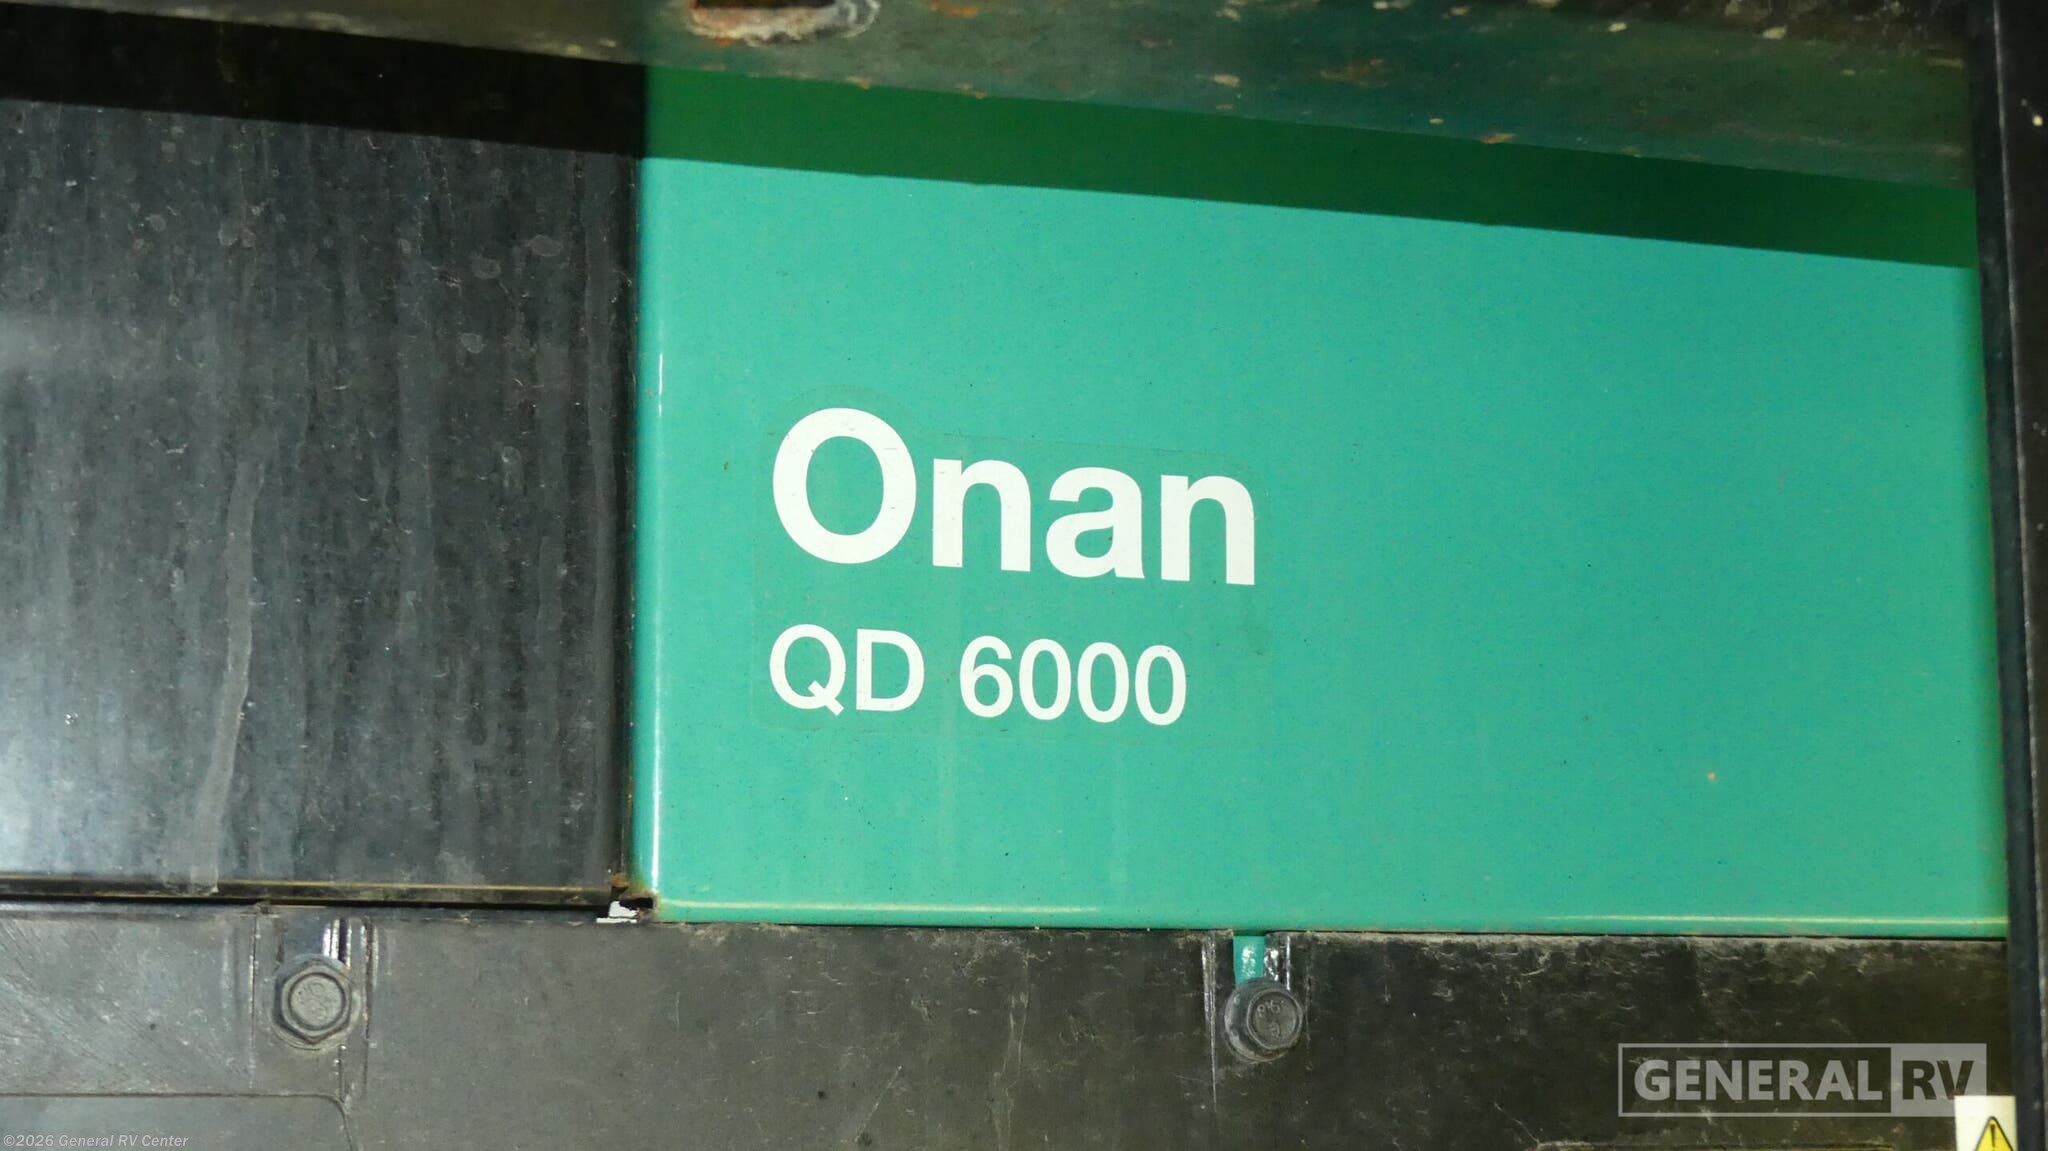 Onan
QD 6000
GENERAL RV
©2026 General RV Center